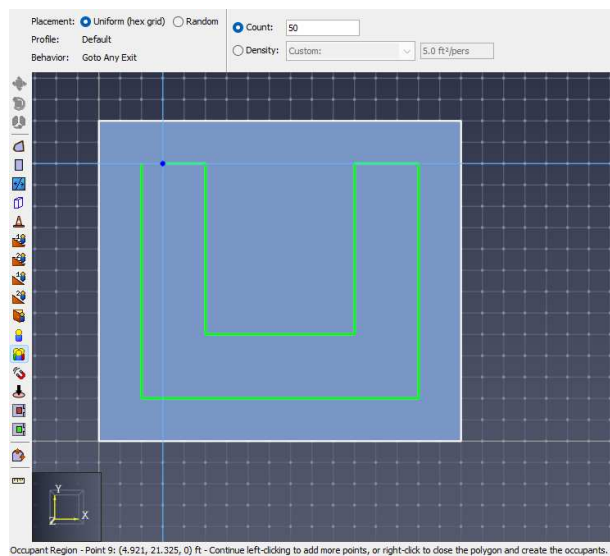 Placement: Uniform (hex grid) Random
Profile: Default
Behavior: Goto Any Exit
Count: 50
Density: Custom: 5.0 ft²/pers
Y
Z X
Occupant Region - Point 9: (4.921, 21.325, 0) ft - Continue left-clicking to add more points, or right-click to close the polygon and create the occupants.